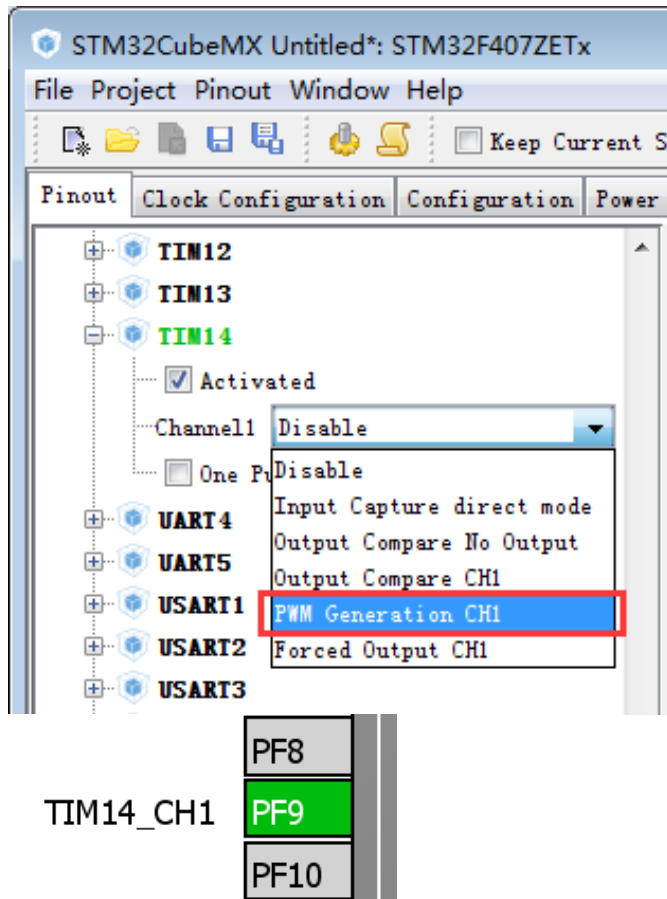 STM32CubeMX Untitled*: STM32F407ZETx
File Project Pinout Window Help
Keep Current S
Pinout Clock Configuration Configuration Power
TIM12
TIM13
TIM14
Activated
Channel1 Disable
One Pu
Disable
Input Capture direct mode
Output Compare No Output
Output Compare CH1
PWM Generation CH1
Forced Output CH1
UART4
UART5
USART1
USART2
USART3
PF8
TIM14_CH1 PF9
PF10